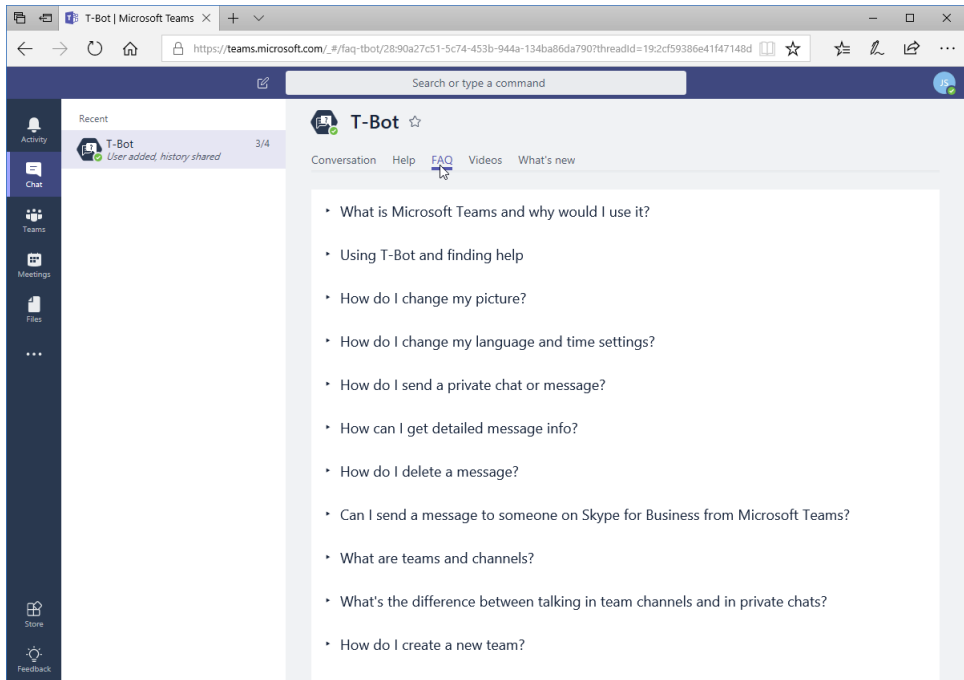 T-Bot | Microsoft Teams
https://teams.microsoft.com/_#/faq-tbot/28:90a27c51-5c74-453b-944a-134ba86da790?threadId=19:2cf59386e41f47148d
Search or type a command
JS
Activity
Chat
Teams
Meetings
Files
Store
Feedback
Recent
T-Bot 3/4
User added, history shared
T-Bot
Conversation Help FAQ Videos What's new
What is Microsoft Teams and why would I use it?
Using T-Bot and finding help
How do I change my picture?
How do I change my language and time settings?
How do I send a private chat or message?
How can I get detailed message info?
How do I delete a message?
Can I send a message to someone on Skype for Business from Microsoft Teams?
What are teams and channels?
What's the difference between talking in team channels and in private chats?
How do I create a new team?